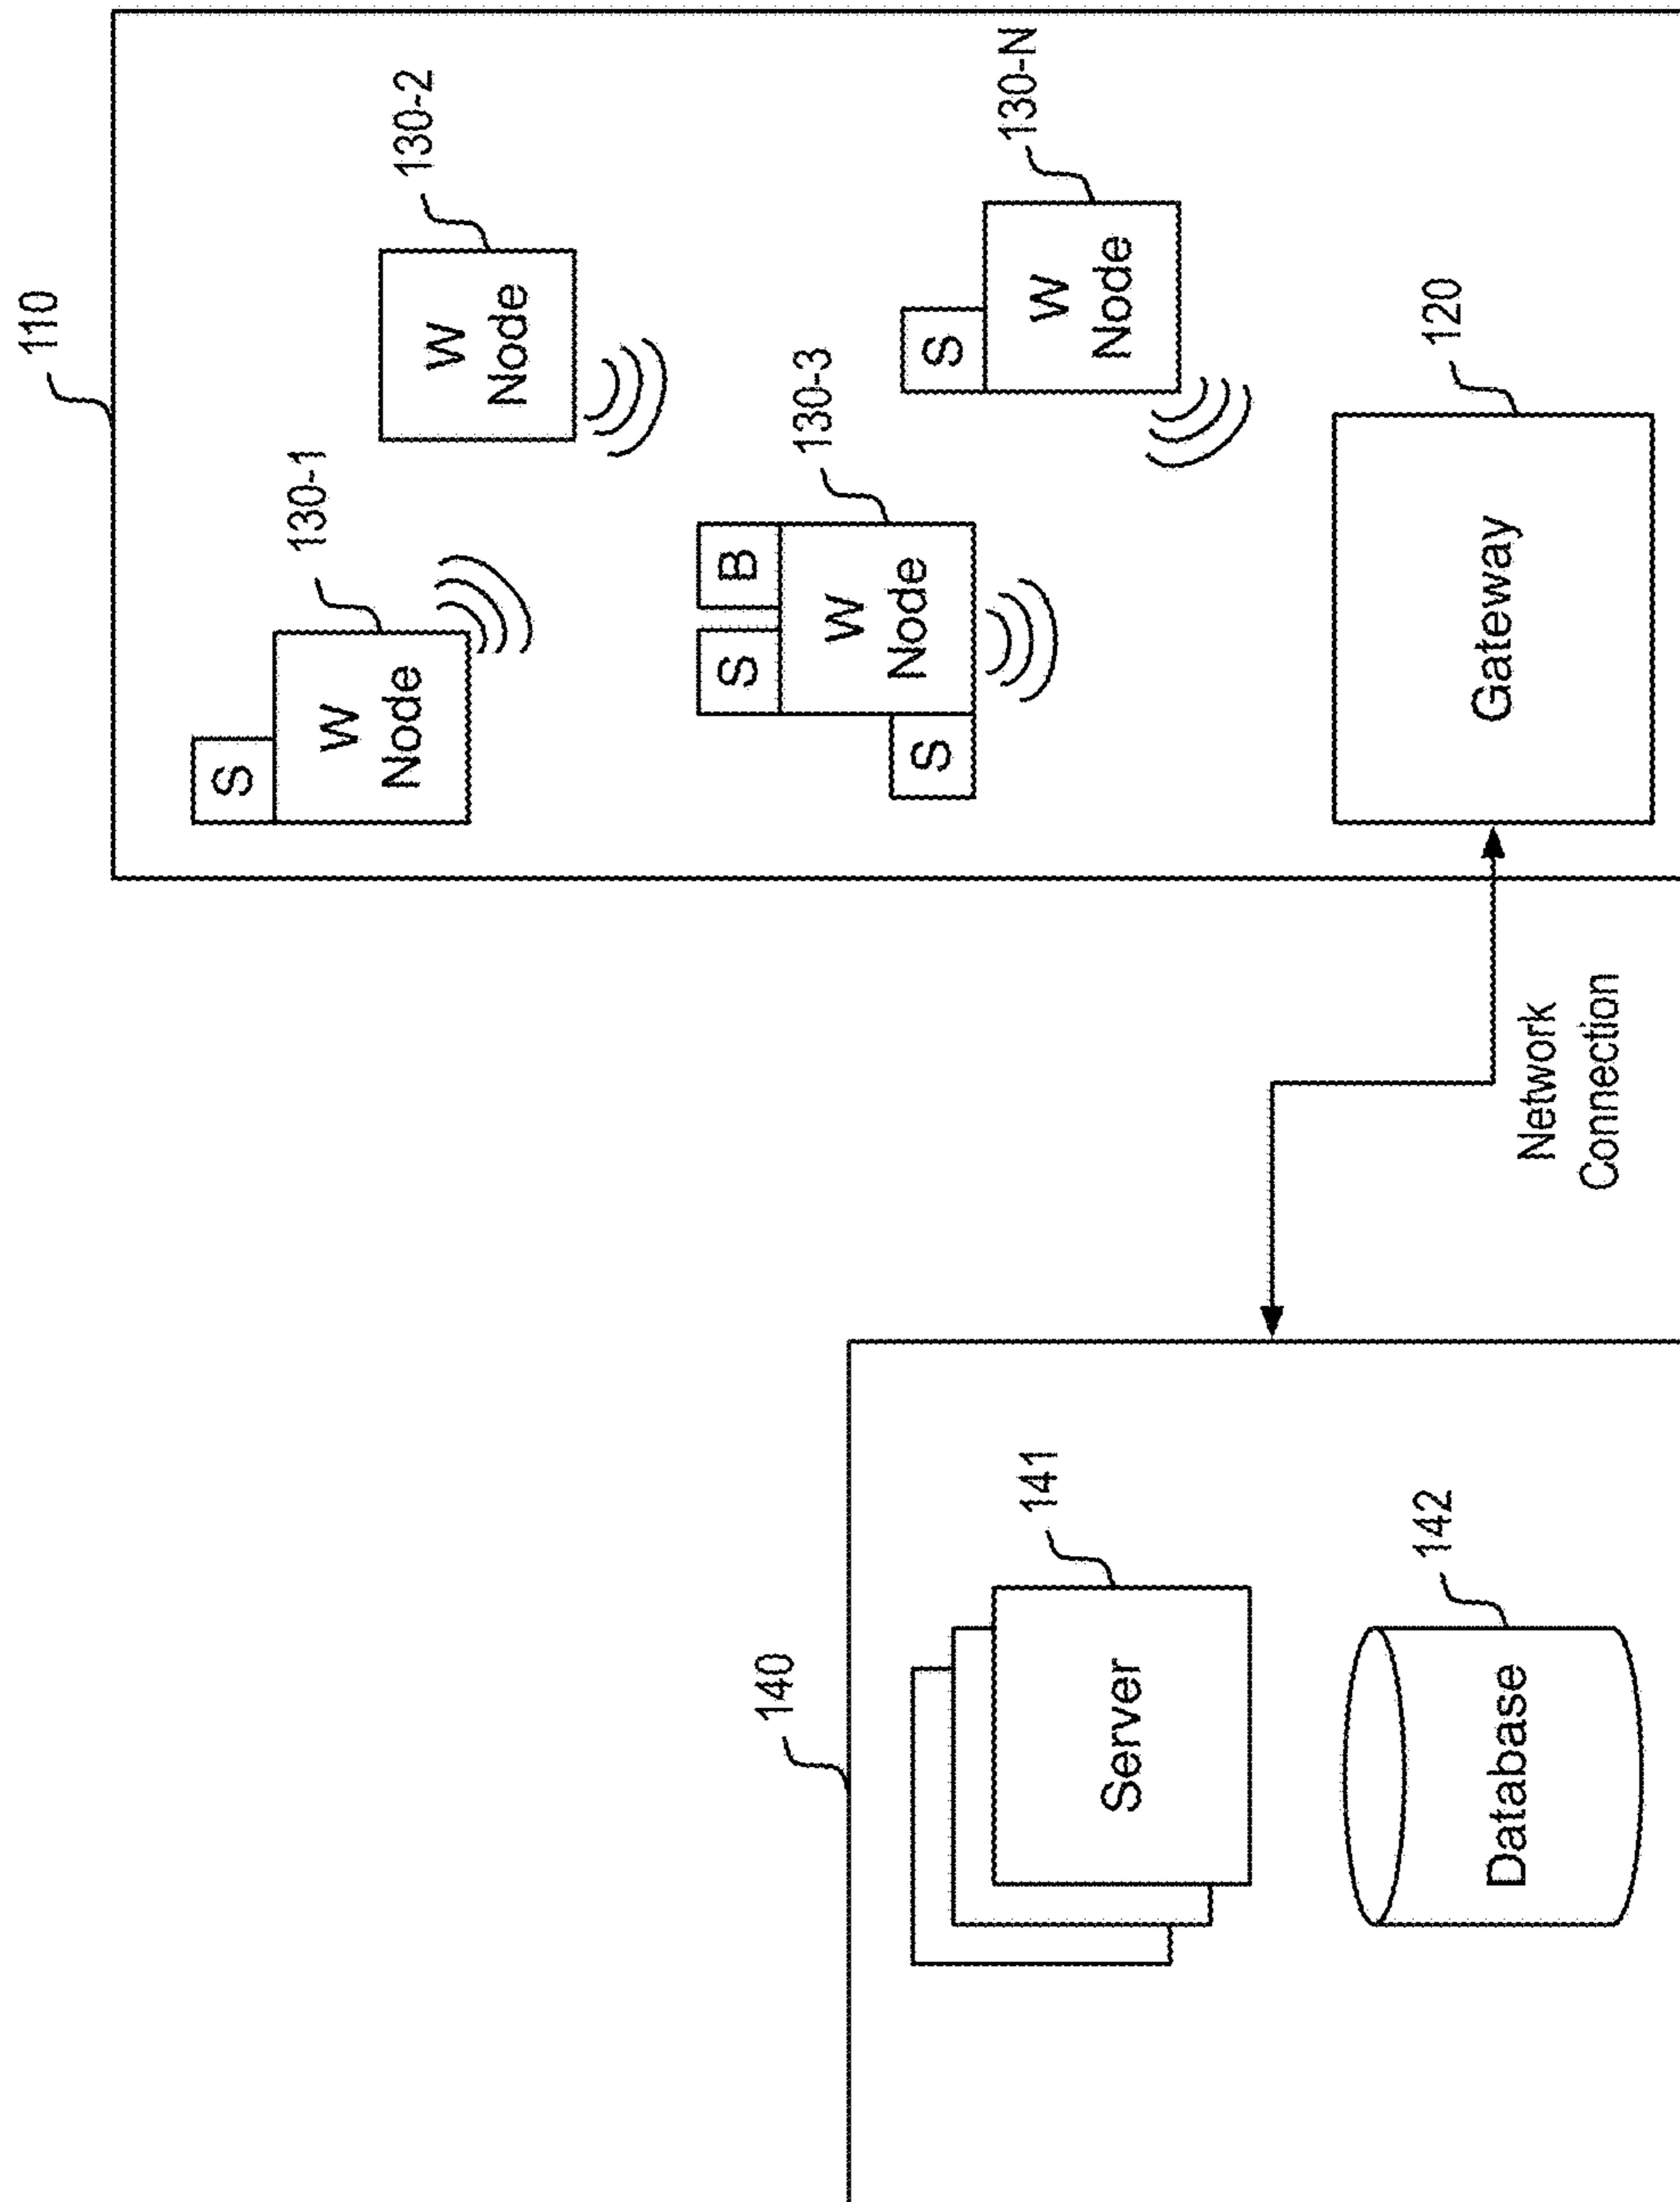 110
S
130-1
W
Node
130-2
W
Node
S
B
130-3
W
Node
S
S
130-N
W
Node
120
Gateway
140
141
Server
142
Database
Network
Connection